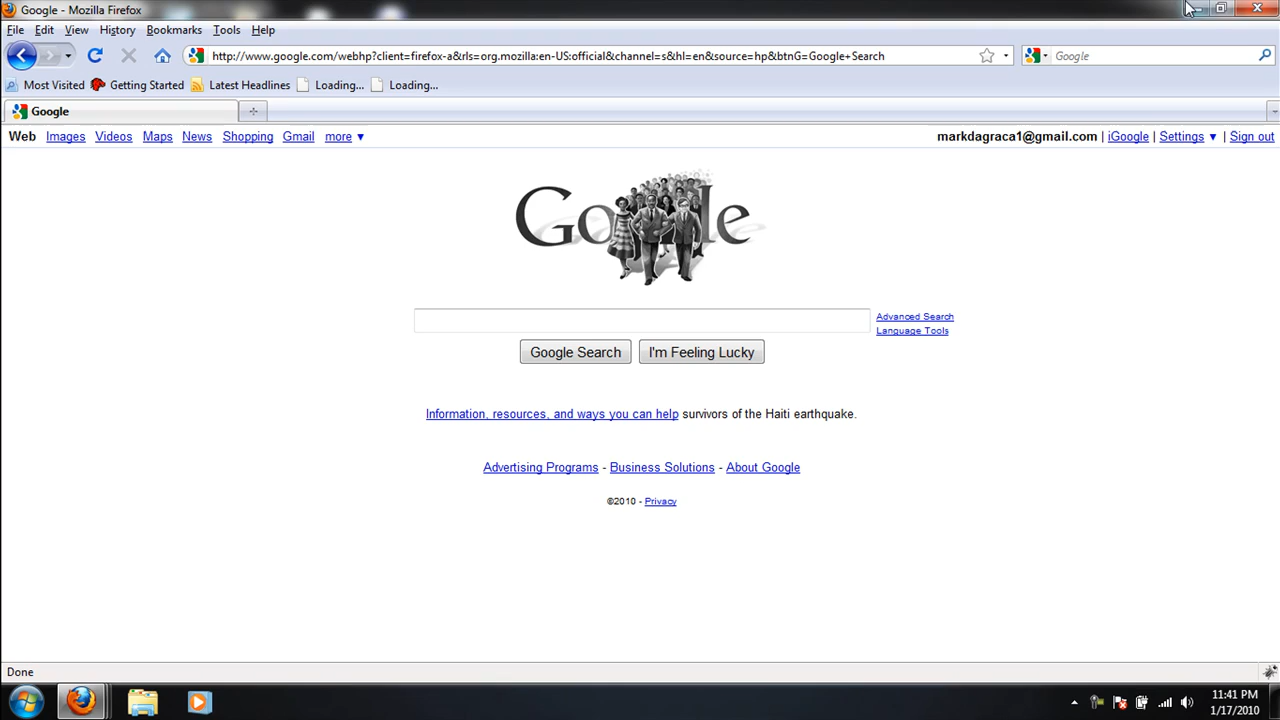 Google - Mozilla Firefox
File Edit View History Bookmarks Tools Help
http://www.google.com/webhp?client=firefox-a&rls=org.mozilla:en-US:official&channel=s&hl=en&source=hp&btnG=Google+Search Google
Most Visited Getting Started Latest Headlines Loading... Loading...
Google
Web Images Videos Maps News Shopping Gmail more ▼ markdagraca1@gmail.com | iGoogle | Settings ▼ | Sign out
Google
Advanced Search
Language Tools
Google Search I'm Feeling Lucky
Information, resources, and ways you can help survivors of the Haiti earthquake.
Advertising Programs - Business Solutions - About Google
©2010 - Privacy
Done
11:41 PM
1/17/2010